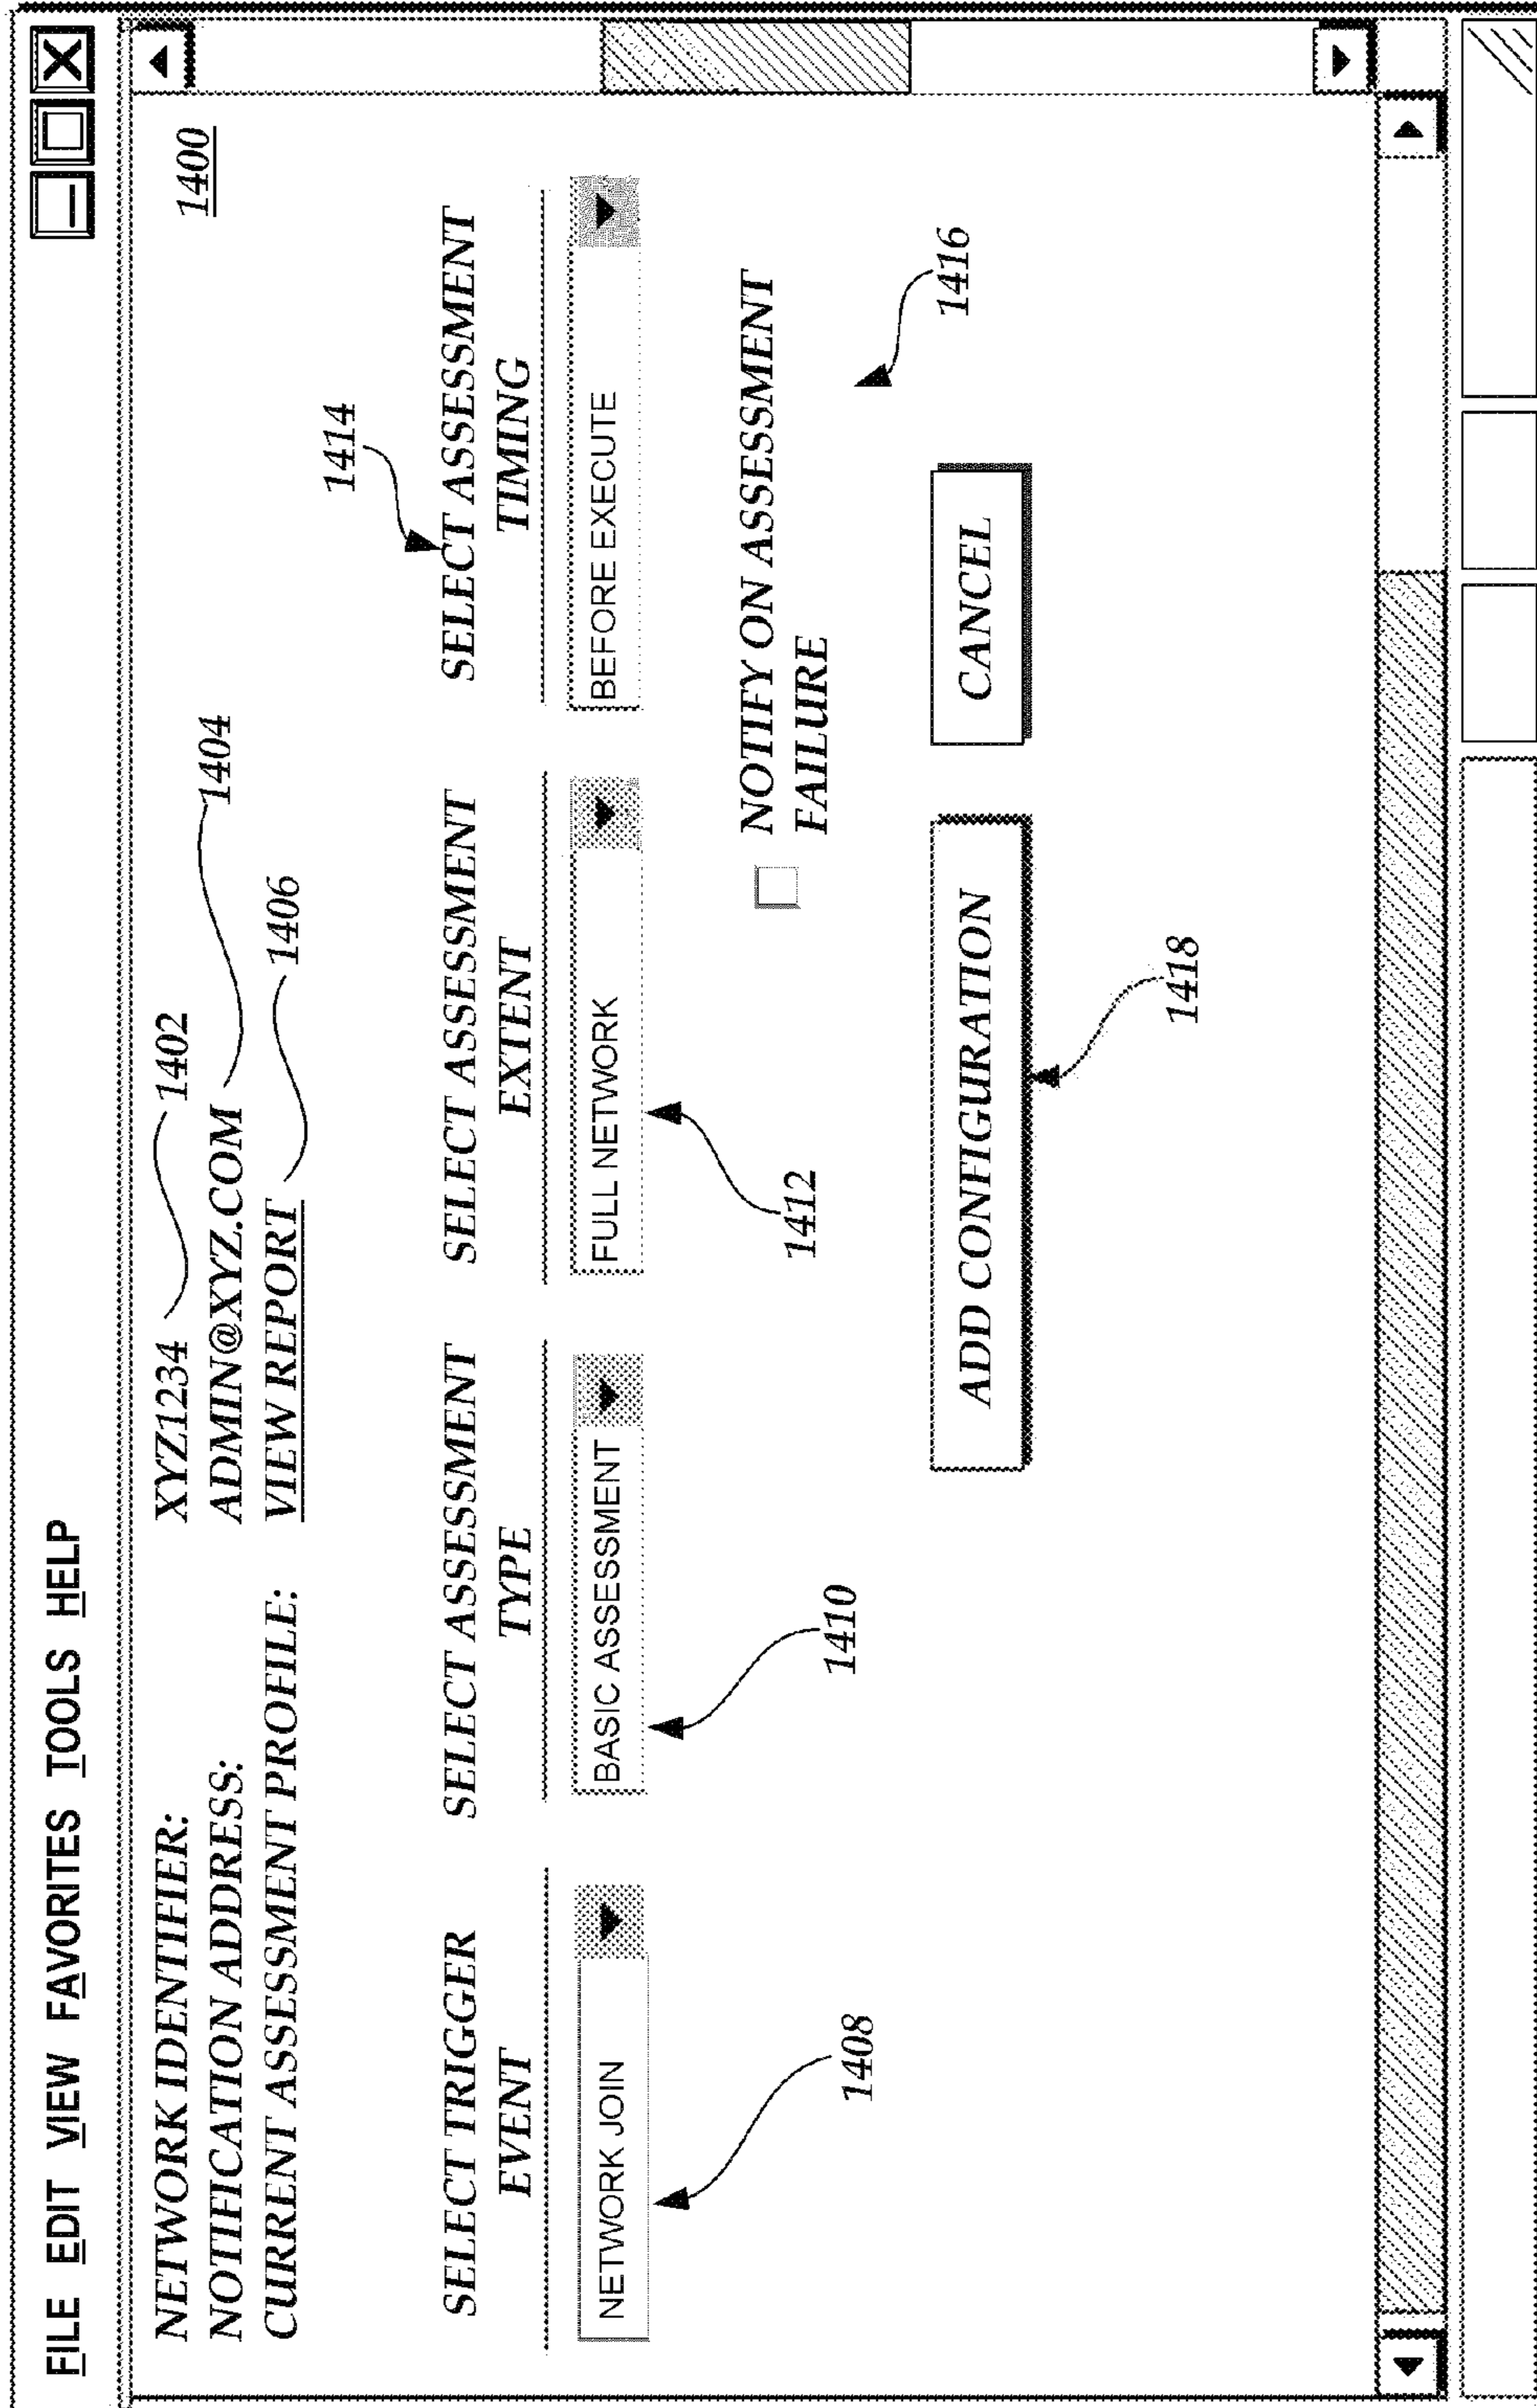 FILE EDIT VIEW FAVORITES TOOLS HELP
1400
NETWORK IDENTIFIER: XYZ1234 1402
NOTIFICATION ADDRESS: ADMIN@XYZ.COM 1404
CURRENT ASSESSMENT PROFILE: VIEW REPORT 1406
1414
SELECT TRIGGER SELECT ASSESSMENT SELECT ASSESSMENT SELECT ASSESSMENT
EVENT TYPE EXTENT TIMING
NETWORK JOIN BASIC ASSESSMENT FULL NETWORK BEFORE EXECUTE
1408 1410 1412
NOTIFY ON ASSESSMENT
FAILURE
1416
ADD CONFIGURATION CANCEL
1418